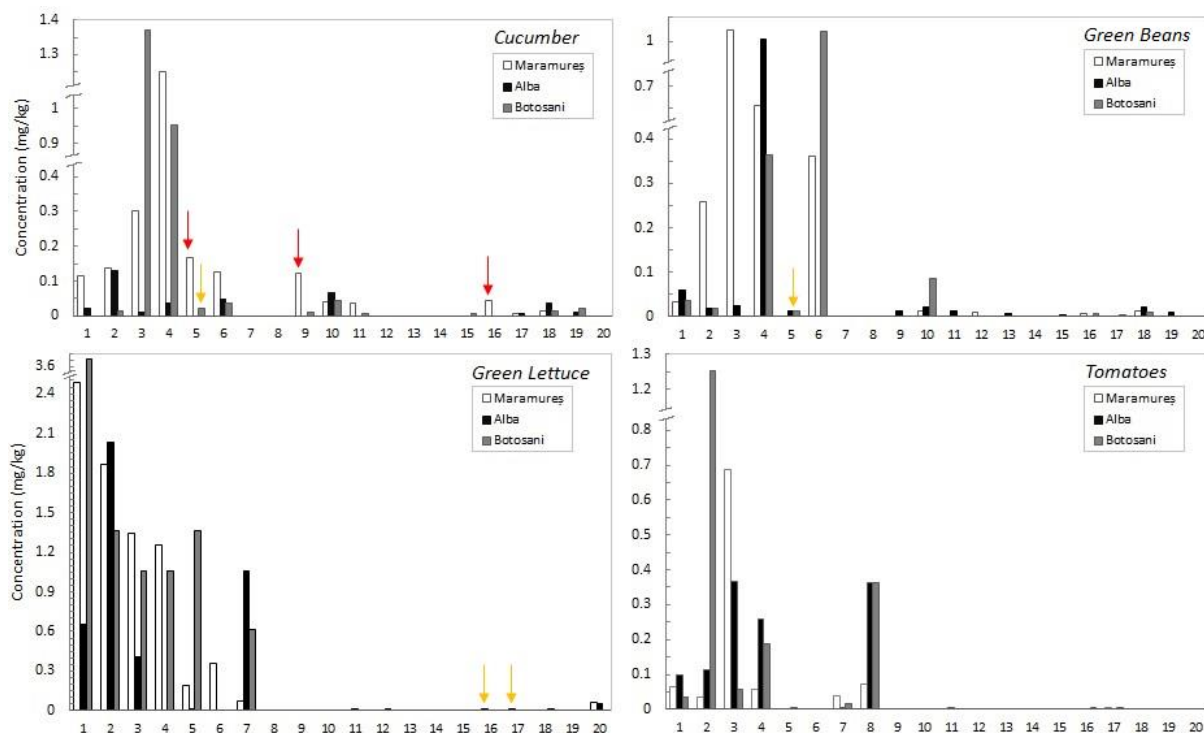 Cucumber
Maramureș
Alba
Botosani
Concentration (mg/kg)
1.4
1.3
1
0.9
0.4
0.3
0.2
0.1
0
1 2 3 4 5 6 7 8 9 10 11 12 13 14 15 16 17 18 19 20
Green Beans
Maramureș
Alba
Botosani
1
0.7
0.4
0.3
0.2
0.1
0
1 2 3 4 5 6 7 8 9 10 11 12 13 14 15 16 17 18 19 20
Green Lettuce
Maramureș
Alba
Botosani
Concentration (mg/kg)
3.6
2.4
2.1
1.8
1.5
1.2
0.9
0.6
0.3
0
1 2 3 4 5 6 7 8 9 10 11 12 13 14 15 16 17 18 19 20
Tomatoes
Maramureș
Alba
Botosani
1.3
1.2
0.8
0.7
0.6
0.5
0.4
0.3
0.2
0.1
0
1 2 3 4 5 6 7 8 9 10 11 12 13 14 15 16 17 18 19 20